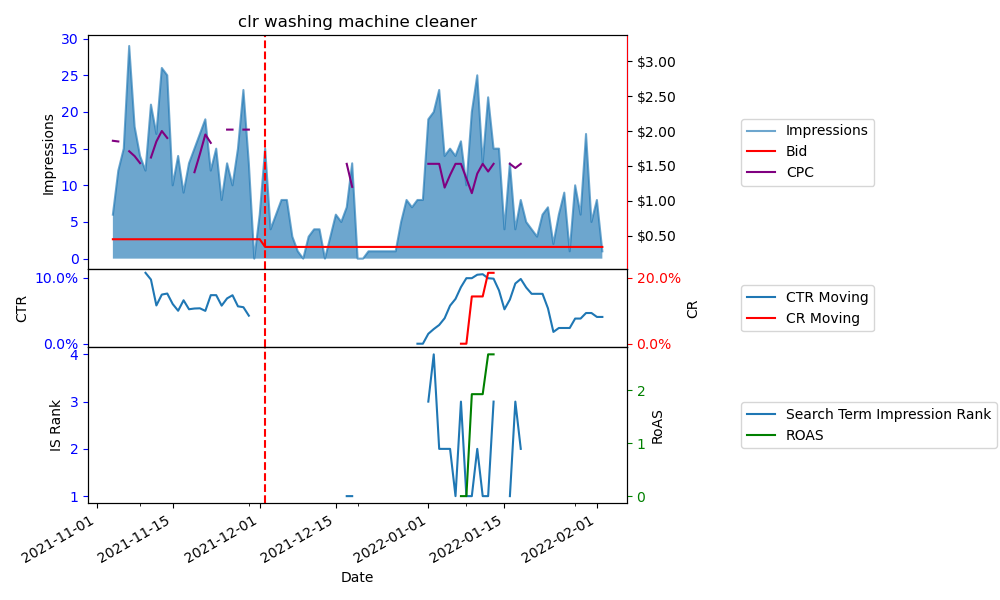 clr washing machine cleaner
30
25
20
15
10
5
0
Impressions
$3.00
$2.50
$2.00
$1.50
$1.00
$0.50
Impressions
Bid
CPC
10.0%
0.0%
CTR
20.0%
0.0%
CR
CTR Moving
CR Moving
4
3
2
1
IS Rank
2
1
0
RoAS
Search Term Impression Rank
ROAS
2021-11-01
2021-11-15
2021-12-01
2021-12-15
2022-01-01
2022-01-15
2022-02-01
Date